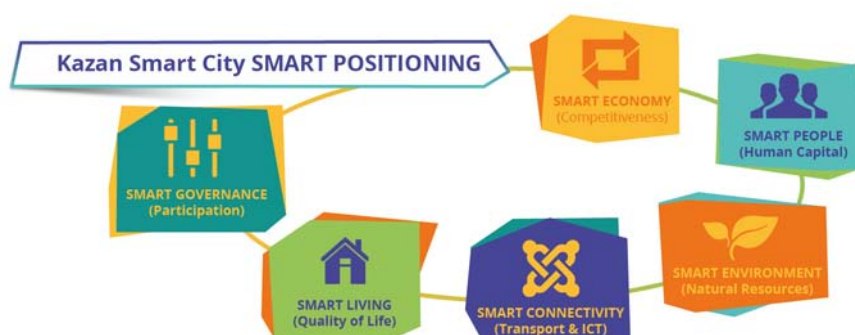 Kazan Smart City SMART POSITIONING
SMART ECONOMY
(Competitiveness)
SMART PEOPLE
(Human Capital)
SMART ENVIRONMENT
(Natural Resources)
SMART CONNECTIVITY
(Transport & ICT)
SMART LIVING
(Quality of Life)
SMART GOVERNANCE
(Participation)